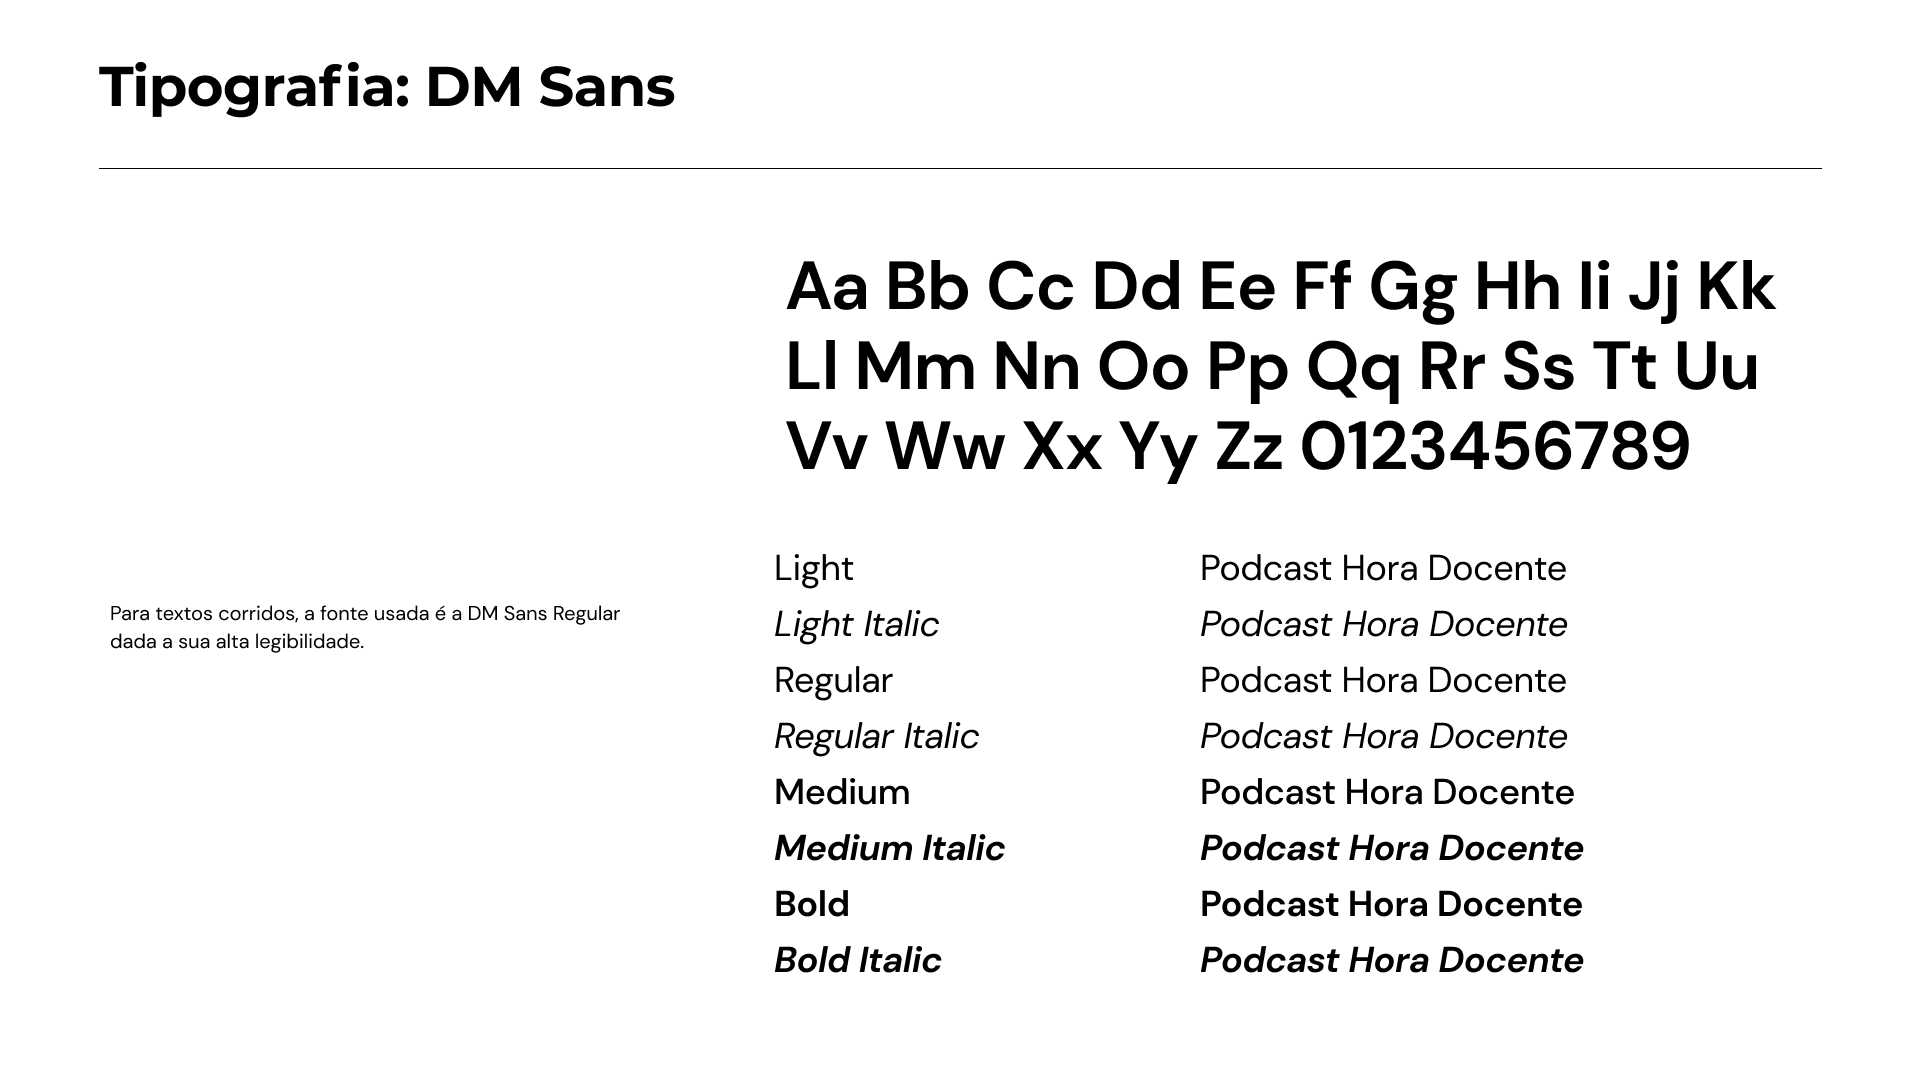 Tipografia: DM Sans
Aa Bb Cc Dd Ee Ff Gg Hh Ii Jj Kk
Ll Mm Nn Oo Pp Qq Rr Ss Tt Uu
Vv Ww Xx Yy Zz 0123456789
Para textos corridos, a fonte usada é a DM Sans Regular
dada a sua alta legibilidade.
Light Podcast Hora Docente
Light Italic Podcast Hora Docente
Regular Podcast Hora Docente
Regular Italic Podcast Hora Docente
Medium Podcast Hora Docente
Medium Italic Podcast Hora Docente
Bold Podcast Hora Docente
Bold Italic Podcast Hora Docente